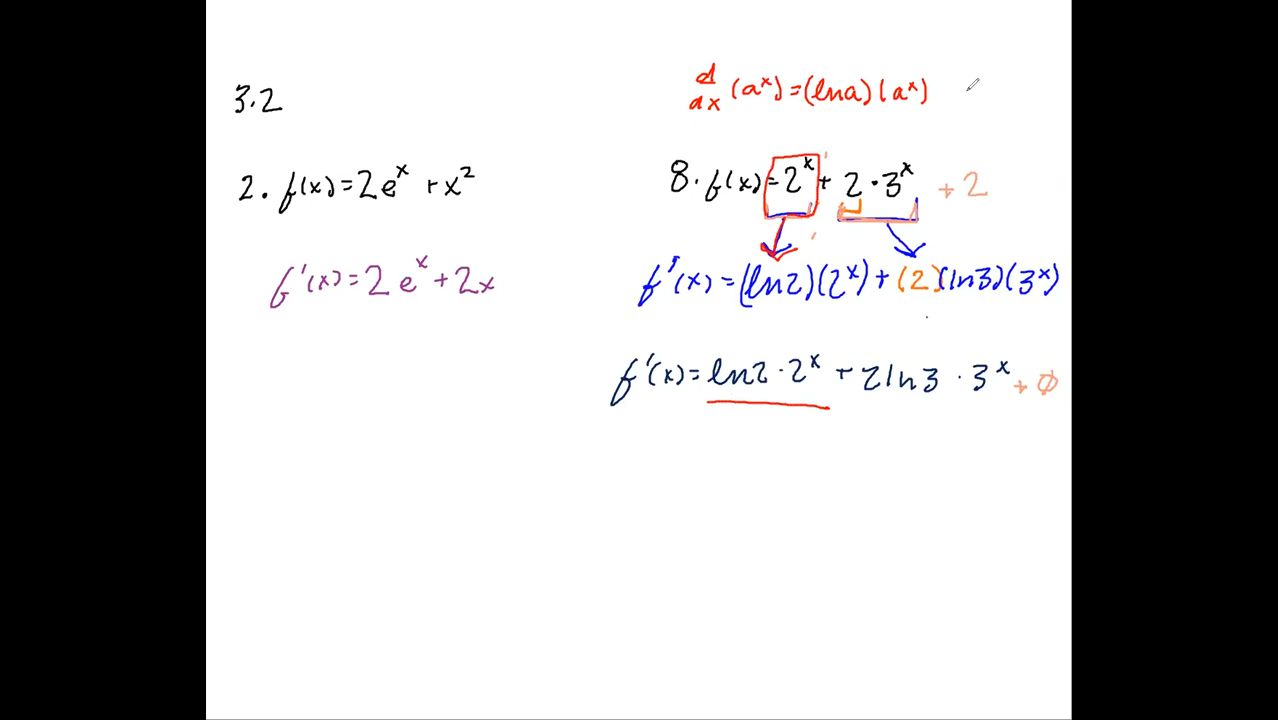 3.2
2. f(x)=2e^x + x^2
f'(x)=2e^x+2x
d/dx (a^x)=(ln a)(a^x)
8. f(x)=2^x + 2·3^x + 2
f'(x)=(ln2)(2^x)+(2)(ln3)(3^x)
f'(x)=ln2·2^x + 2ln3·3^x + 0